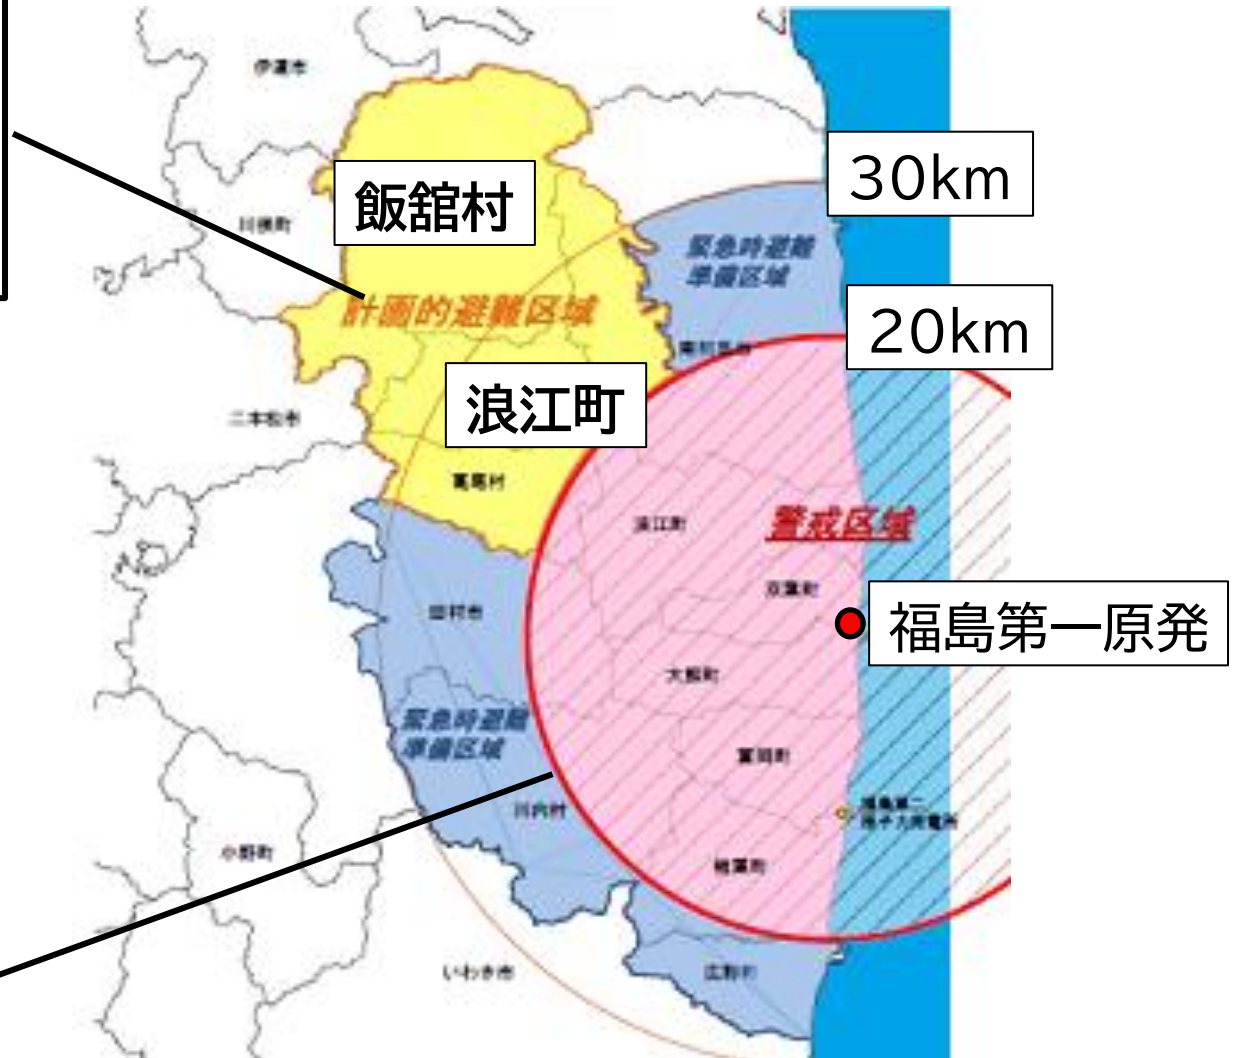 伊達市
30km
飯舘村
川俣町
緊急時避難
準備区域
20km
計画的避難区域
南相馬市
浪江町
二本松市
葛尾村
浪江町
警戒区域
双葉町
福島第一原発
田村市
大熊町
緊急時避難
準備区域
富岡町
福島第二
原子力発電所
川内村
小野町
楢葉町
いわき市
広野町